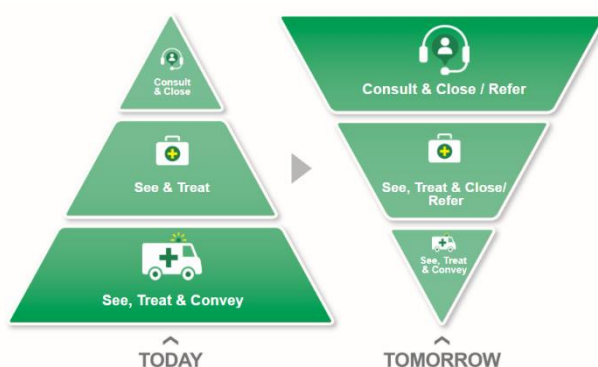 Consult
& Close
See & Treat
See, Treat & Convey
TODAY
Consult & Close / Refer
See, Treat & Close/
Refer
See, Treat
& Convey
TOMORROW